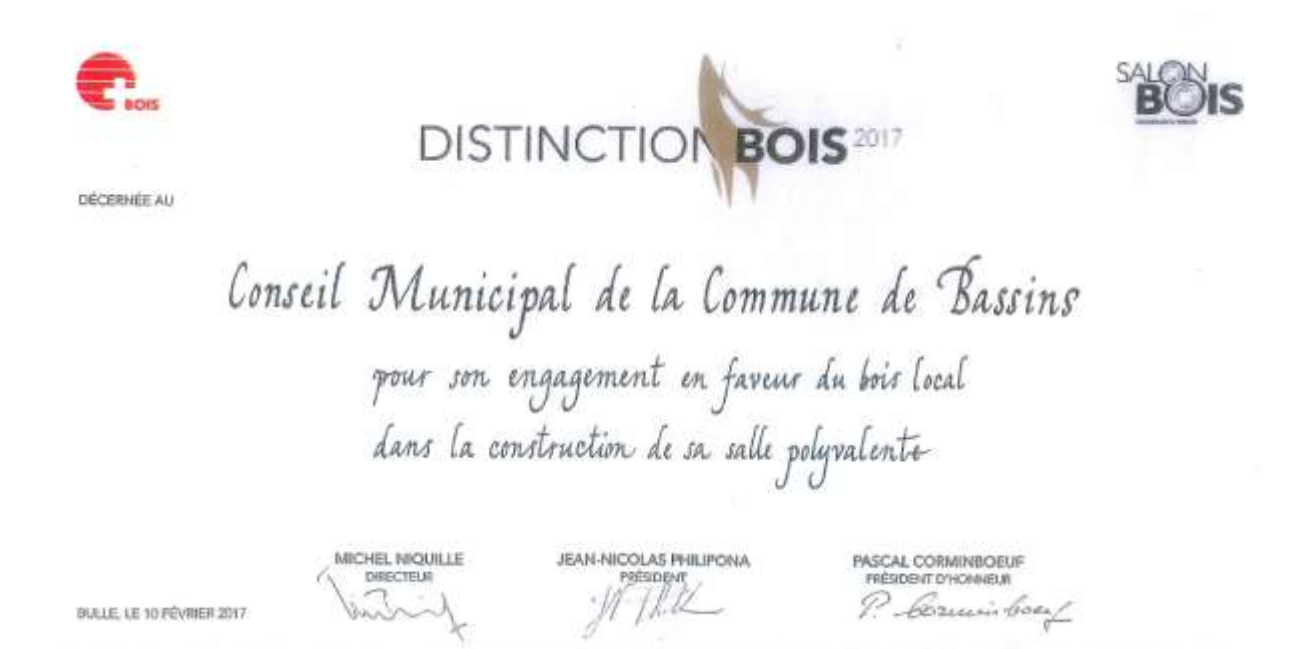 BOIS
SALON
BOIS
DISTINCTION BOIS 2017
DÉCERNÉE AU
Conseil Municipal de la Commune de Bassins
pour son engagement en faveur du bois local
dans la construction de sa salle polyvalente
MICHEL NIQUILLE
DIRECTEUR
JEAN-NICOLAS PHILIPONA
PRÉSIDENT
PASCAL CORMINBOEUF
PRÉSIDENT D'HONNEUR
P. Corminboeuf
BULLE, LE 10 FÉVRIER 2017